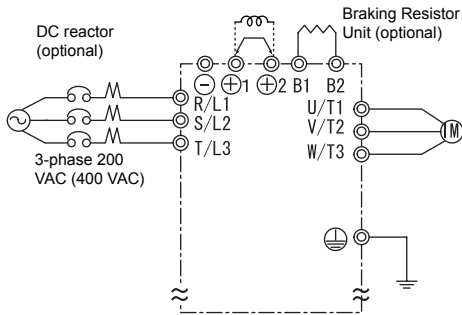 DC reactor
(optional)
Braking Resistor
Unit (optional)
⊖ ⊕1 ⊕2 B1 B2
R/L1
S/L2
T/L3
U/T1
V/T2
W/T3
IM
3-phase 200
VAC (400 VAC)